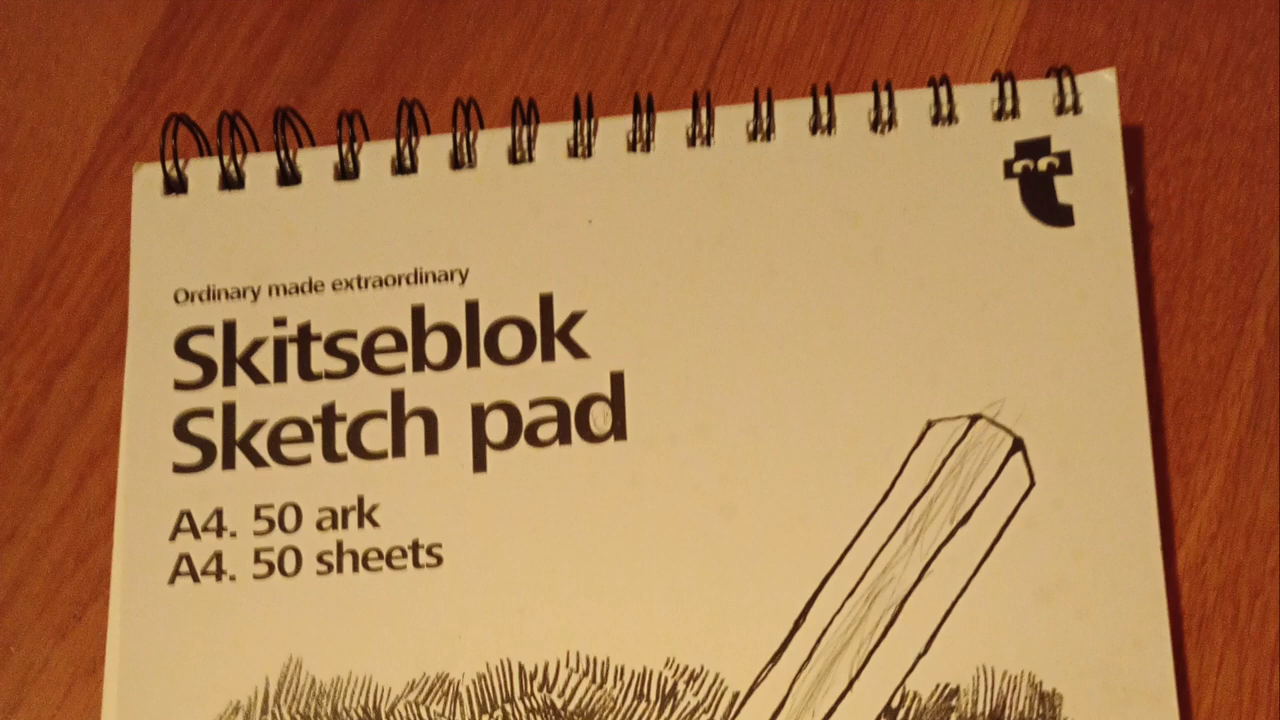 Ordinary made extraordinary
Skitseblok
Sketch pad
A4. 50 ark
A4. 50 sheets